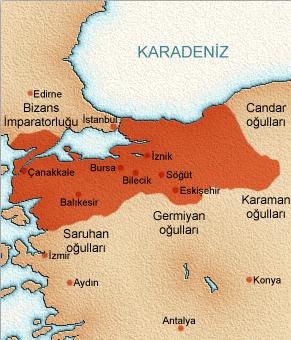 KARADENİZ
Edirne
Bizans
İmparatorluğu
İstanbul
Candar
oğulları
İznik
Bursa
Söğüt
Çanakkale
Bilecik
Eskişehir
Balıkesir
Karaman
oğulları
Germiyan
oğulları
Saruhan
oğulları
İzmir
Aydın
Konya
Antalya